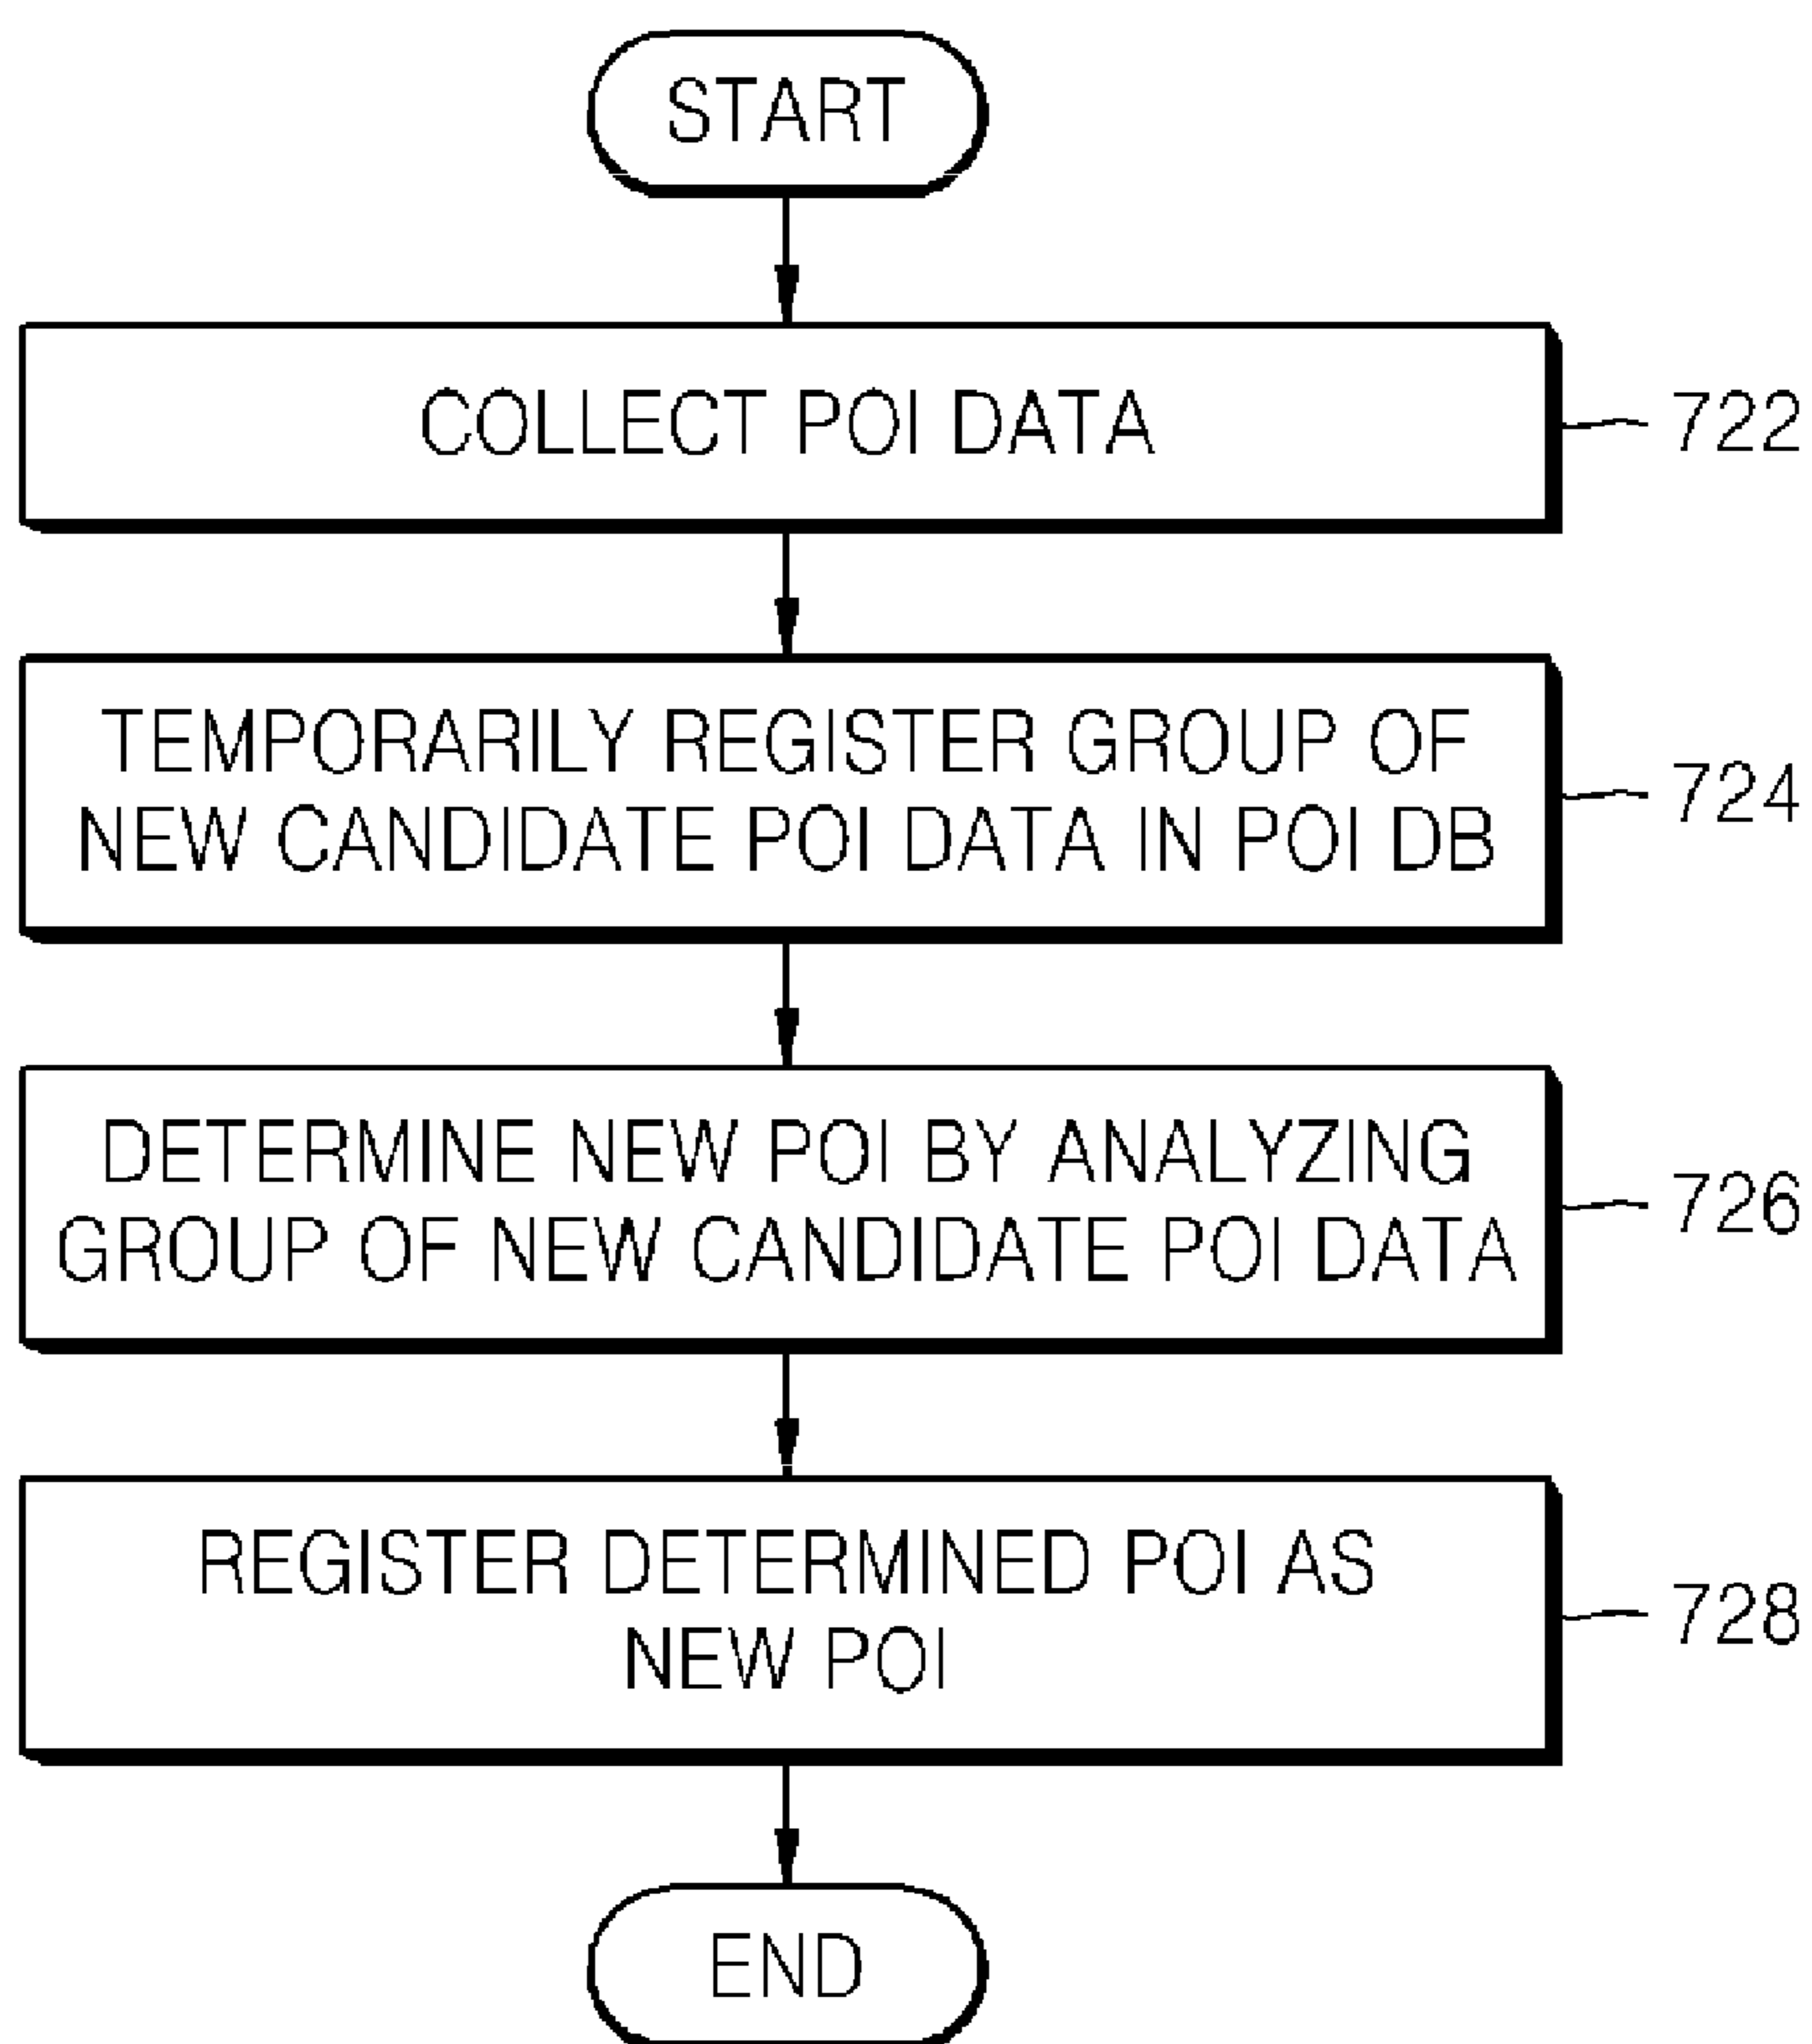 START
COLLECT POI DATA
722
TEMPORARILY REGISTER GROUP OF
NEW CANDIDATE POI DATA IN POI DB
724
DETERMINE NEW POI BY ANALYZING
GROUP OF NEW CANDIDATE POI DATA
726
REGISTER DETERMINED POI AS
NEW POI
728
END